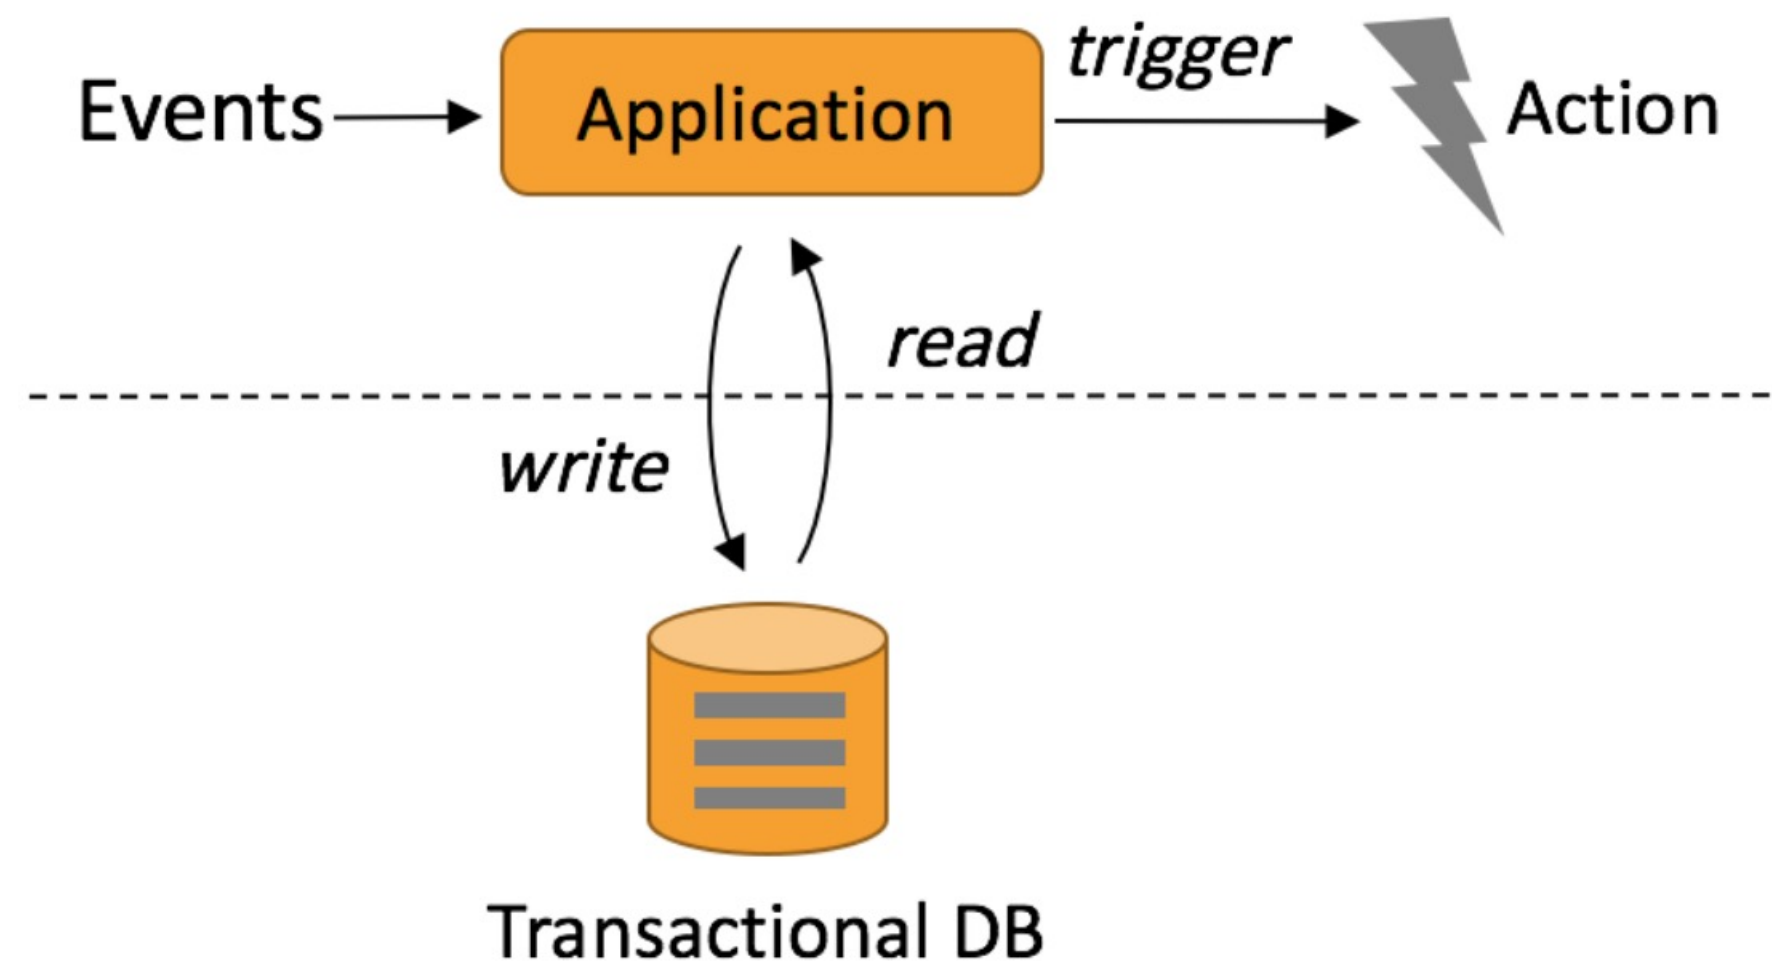 Events
Application
trigger
Action
read
write
Transactional DB